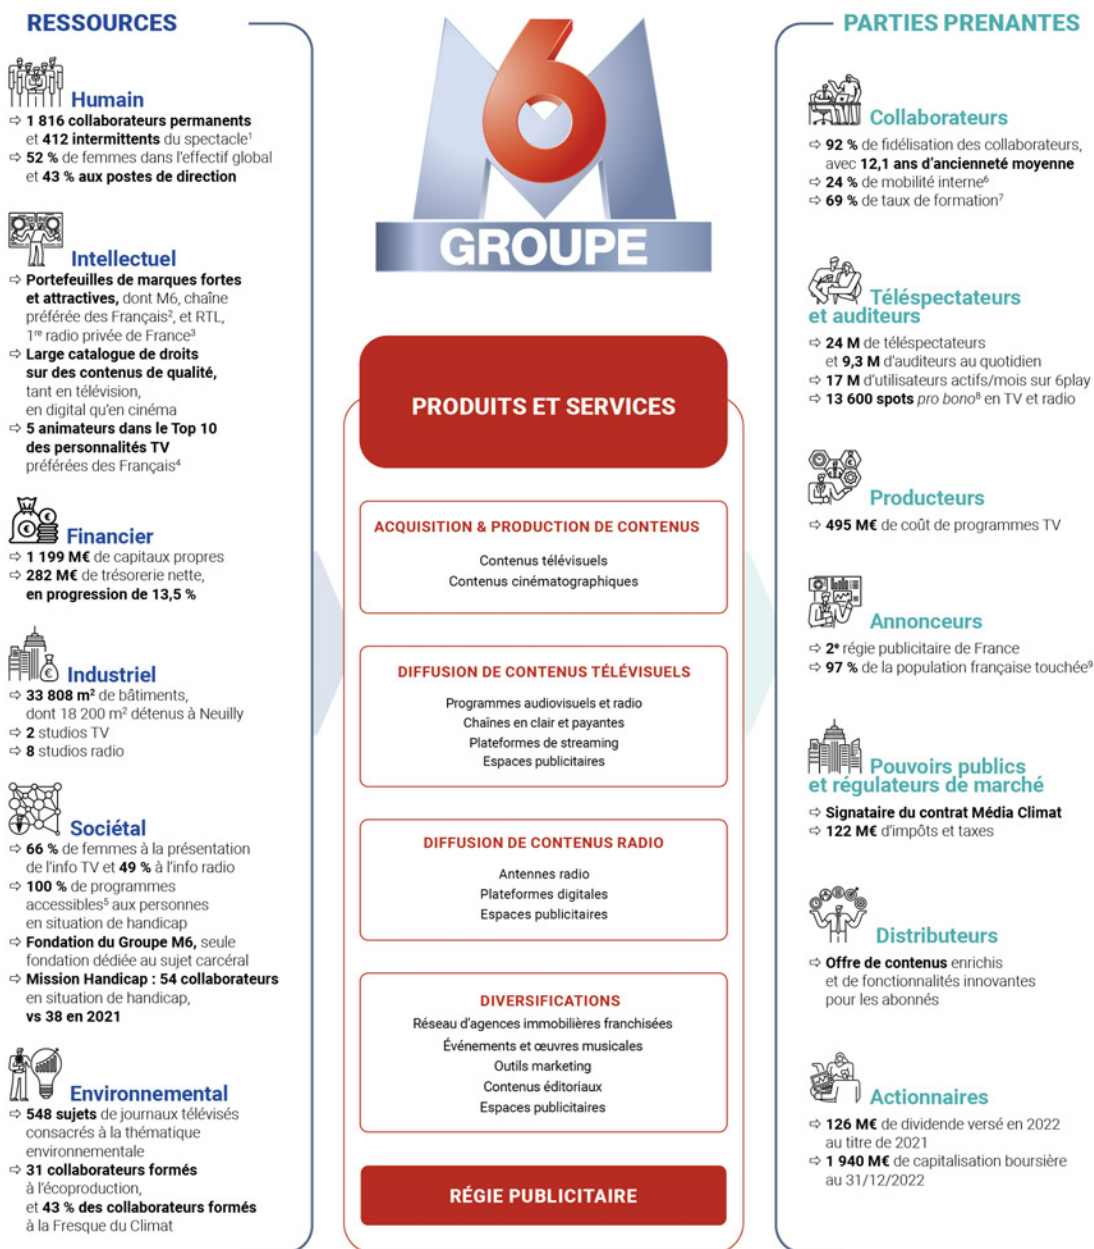 RESSOURCES
Humain
⇨ 1 816 collaborateurs permanents
et 412 intermittents du spectacle¹
⇨ 52 % de femmes dans l'effectif global
et 43 % aux postes de direction
Intellectuel
⇨ Portefeuilles de marques fortes
et attractives, dont M6, chaîne
préférée des Français², et RTL,
1re radio privée de France³
⇨ Large catalogue de droits
sur des contenus de qualité,
tant en télévision,
en digital qu'en cinéma
⇨ 5 animateurs dans le Top 10
des personnalités TV
préférées des Français⁴
Financier
⇨ 1 199 M€ de capitaux propres
⇨ 282 M€ de trésorerie nette,
en progression de 13,5 %
Industriel
⇨ 33 808 m² de bâtiments,
dont 18 200 m² détenus à Neuilly
⇨ 2 studios TV
⇨ 8 studios radio
Sociétal
⇨ 66 % de femmes à la présentation
de l'info TV et 49 % à l'info radio
⇨ 100 % de programmes
accessibles⁵ aux personnes
en situation de handicap
⇨ Fondation du Groupe M6, seule
fondation dédiée au sujet carcéral
⇨ Mission Handicap : 54 collaborateurs
en situation de handicap,
vs 38 en 2021
Environnemental
⇨ 548 sujets de journaux télévisés
consacrés à la thématique
environnementale
⇨ 31 collaborateurs formés
à l'écoproduction,
et 43 % des collaborateurs formés
à la Fresque du Climat
M6
GROUPE
PRODUITS ET SERVICES
ACQUISITION & PRODUCTION DE CONTENUS
Contenus télévisuels
Contenus cinématographiques
DIFFUSION DE CONTENUS TÉLÉVISUELS
Programmes audiovisuels et radio
Chaînes en clair et payantes
Plateformes de streaming
Espaces publicitaires
DIFFUSION DE CONTENUS RADIO
Antennes radio
Plateformes digitales
Espaces publicitaires
DIVERSIFICATIONS
Réseau d'agences immobilières franchisées
Événements et œuvres musicales
Outils marketing
Contenus éditoriaux
Espaces publicitaires
RÉGIE PUBLICITAIRE
PARTIES PRENANTES
Collaborateurs
⇨ 92 % de fidélisation des collaborateurs,
avec 12,1 ans d'ancienneté moyenne
⇨ 24 % de mobilité interne⁶
⇨ 69 % de taux de formation⁷
Téléspectateurs
et auditeurs
⇨ 24 M de téléspectateurs
et 9,3 M d'auditeurs au quotidien
⇨ 17 M d'utilisateurs actifs/mois sur 6play
⇨ 13 600 spots pro bono⁸ en TV et radio
Producteurs
⇨ 495 M€ de coût de programmes TV
Annonceurs
⇨ 2e régie publicitaire de France
⇨ 97 % de la population française touchée⁹
Pouvoirs publics
et régulateurs de marché
⇨ Signataire du contrat Média Climat
⇨ 122 M€ d'impôts et taxes
Distributeurs
⇨ Offre de contenus enrichis
et de fonctionnalités innovantes
pour les abonnés
Actionnaires
⇨ 126 M€ de dividende versé en 2022
au titre de 2021
⇨ 1 940 M€ de capitalisation boursière
au 31/12/2022